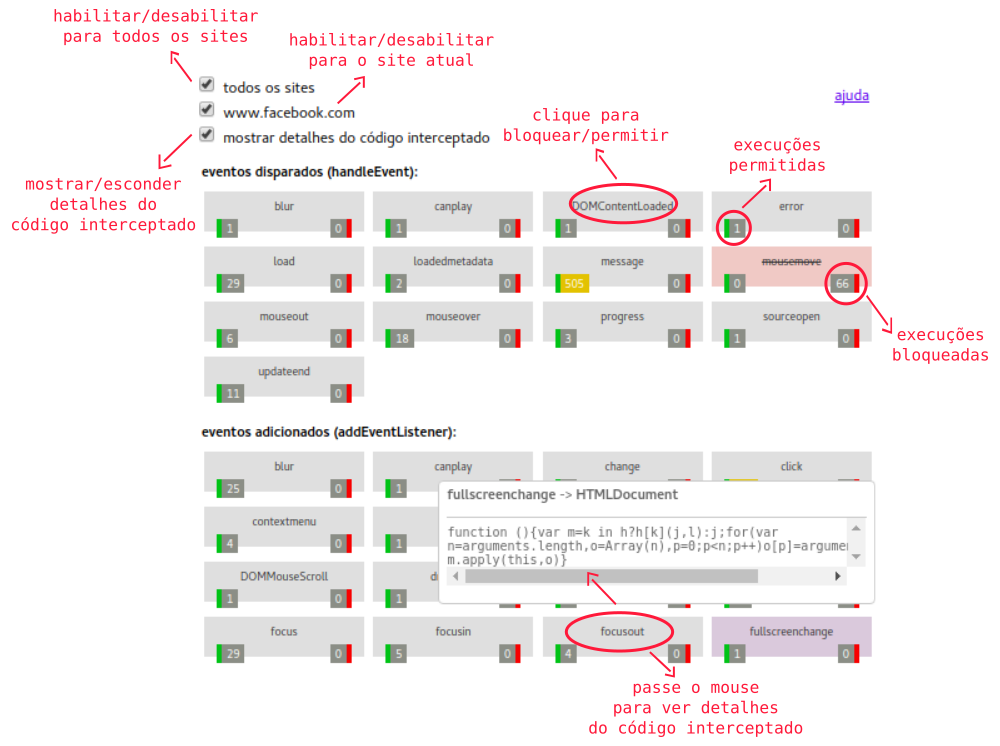 habilitar/desabilitar
para todos os sites
habilitar/desabilitar
para o site atual
todos os sites
www.facebook.com
mostrar detalhes do código interceptado
ajuda
clique para
bloquear/permitir
execuções
permitidas
mostrar/esconder
detalhes do
código interceptado
eventos disparados (handleEvent):
blur canplay DOMContentLoaded error
1 0 1 0 1 0 1 0
load loadedmetadata message mousemove
29 0 2 0 505 0 0 66
mouseout mouseover progress sourceopen
6 0 18 0 3 0 1 0
execuções
bloqueadas
updateend
11 0
eventos adicionados (addEventListener):
blur canplay change click
25 0 1
fullscreenchange -> HTMLDocument
contextmenu
4 0 1
function (){var m=k in h?h[k](j,l):j;for(var
n=arguments.length,o=Array(n),p=0;p<n;p++)o[p]=argume
m.apply(this,o)}
DOMMouseScroll
1 0 1 0 1 0 1 0
focus focusin focusout fullscreenchange
29 0 5 0 4 0 1 0
passe o mouse
para ver detalhes
do código interceptado